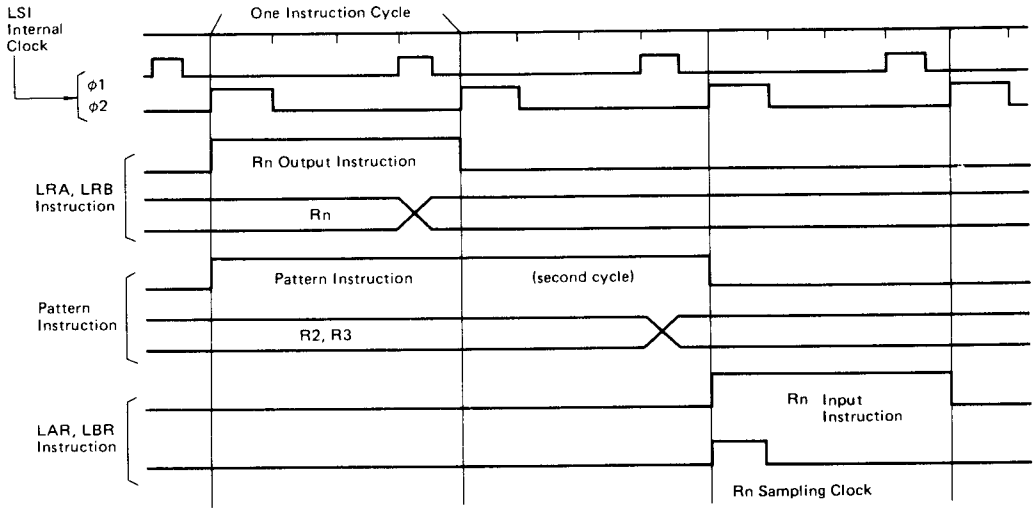 LSI
Internal
Clock
One Instruction Cycle
φ1
φ2
LRA, LRB
Instruction
Rn Output Instruction
Rn
Pattern
Instruction
Pattern Instruction
(second cycle)
R2, R3
LAR, LBR
Instruction
Rn Input
Instruction
Rn Sampling Clock